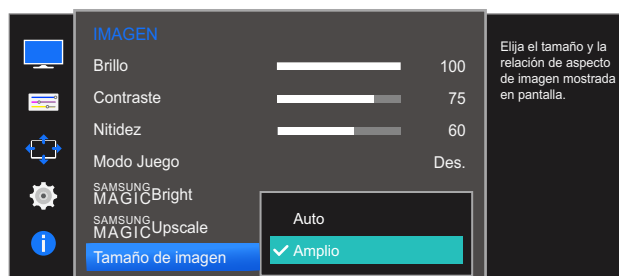 IMAGEN
Brillo 100
Contraste 75
Nitidez 60
Modo Juego Des.
SAMSUNG
MAGICBright
SAMSUNG
MAGICUpscale
Tamaño de imagen
Auto
Amplio
Elija el tamaño y la
relación de aspecto
de imagen mostrada
en pantalla.